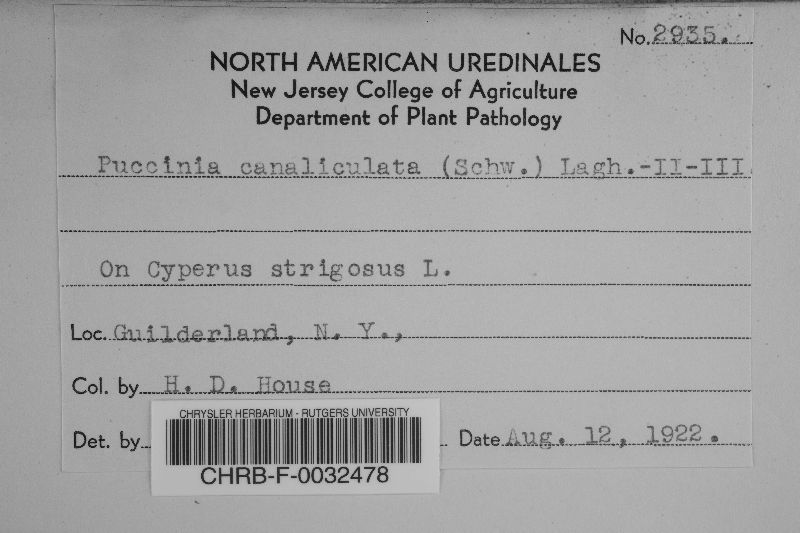 No. 2935.
NORTH AMERICAN UREDINALES
New Jersey College of Agriculture
Department of Plant Pathology
Puccinia canaliculata (Schw.) Lagh.-II-III.
On Cyperus strigosus L.
Loc. Guilderland, N. Y.,
Col. by H. D. House
Det. by
Date Aug. 12, 1922.
CHRYSLER HERBARIUM - RUTGERS UNIVERSITY
CHRB-F-0032478